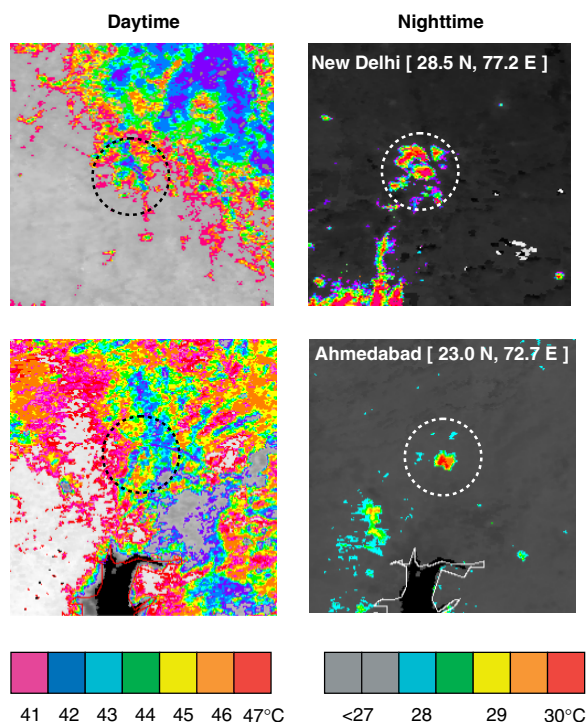 Daytime Nighttime
New Delhi [ 28.5 N, 77.2 E ]
Ahmedabad [ 23.0 N, 72.7 E ]
41 42 43 44 45 46 47°C <27 28 29 30°C